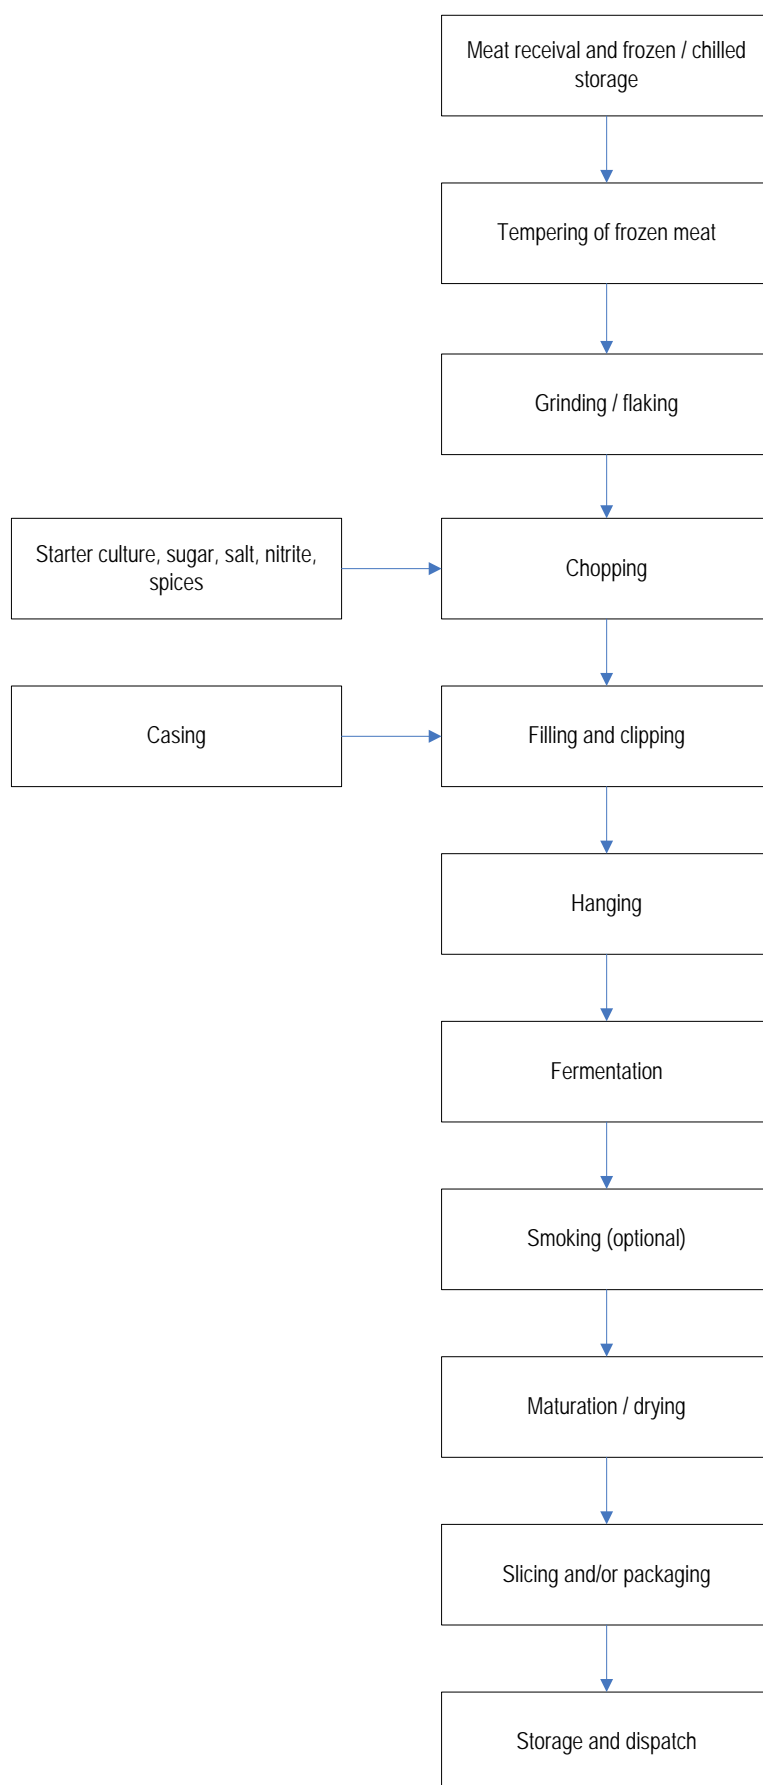 Meat receival and frozen / chilled
storage
Tempering of frozen meat
Grinding / flaking
Starter culture, sugar, salt, nitrite,
spices
Chopping
Casing
Filling and clipping
Hanging
Fermentation
Smoking (optional)
Maturation / drying
Slicing and/or packaging
Storage and dispatch